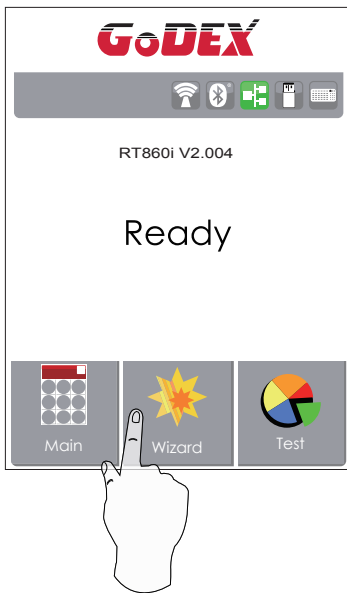 GoDEX
RT860i V2.004
Ready
Main
Wizard
Test